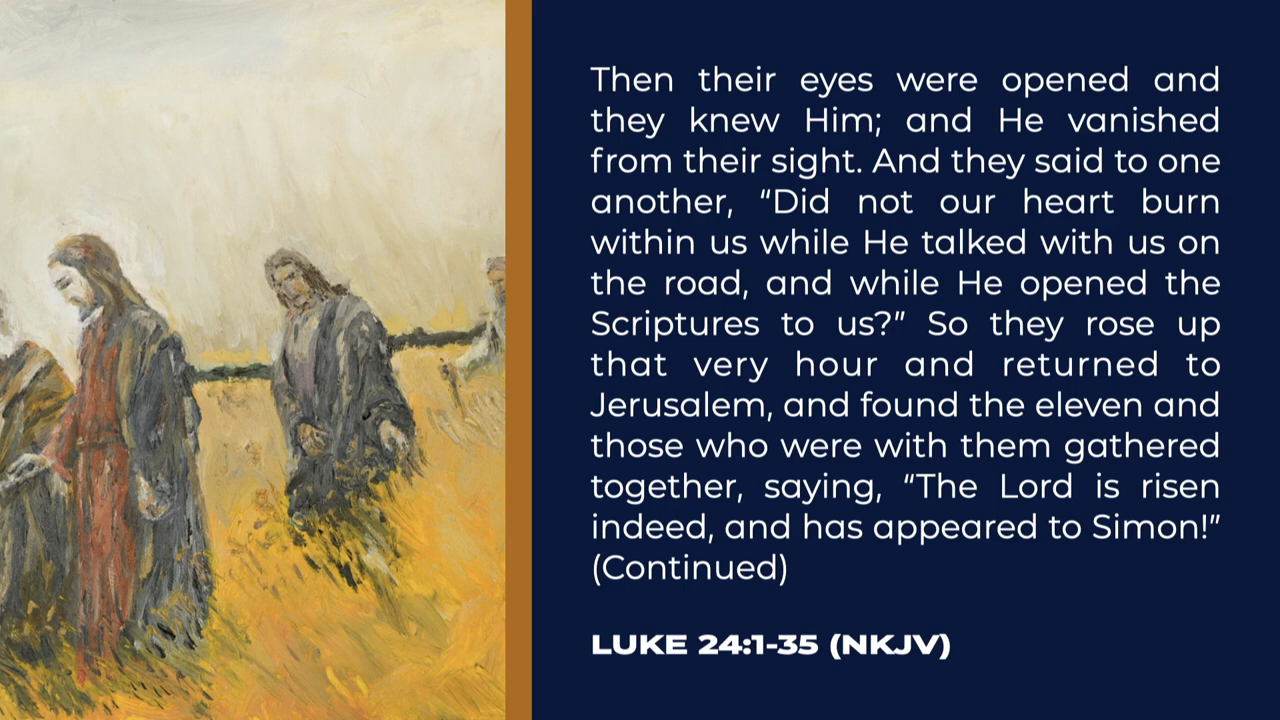 Then their eyes were opened and
they knew Him; and He vanished
from their sight. And they said to one
another, “Did not our heart burn
within us while He talked with us on
the road, and while He opened the
Scriptures to us?” So they rose up
that very hour and returned to
Jerusalem, and found the eleven and
those who were with them gathered
together, saying, “The Lord is risen
indeed, and has appeared to Simon!”
(Continued)
LUKE 24:1-35 (NKJV)